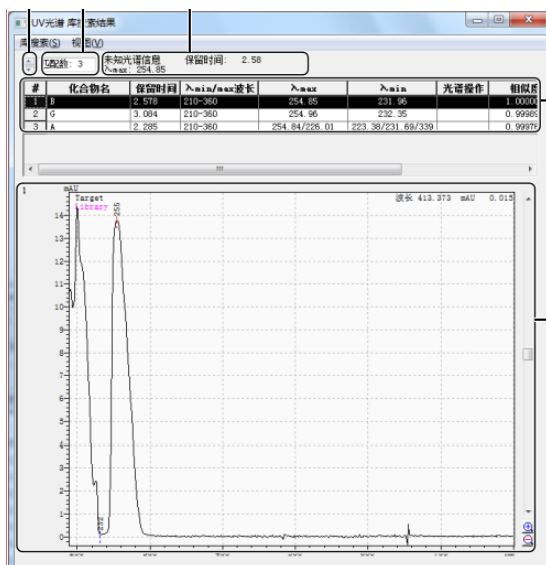 UV光谱 库搜索结果
库搜索(S) 视图(V)
匹配数: 3
未知光谱信息 保留时间: 2.58
λmax: 254.85
# 化合物名 保留时间 λmin/max波长 λmax λmin 光谱操作 相似度
1 B 2.578 210-360 254.85 231.96 1.00000
2 G 3.084 210-360 254.96 232.35 0.99989
3 A 2.285 210-360 254.84/226.01 223.38/231.69/339 0.99976
1 mAU
Target 波长 413.373 mAU 0.015
Library
255
14
13
12
11
10
9
8
7
6
5
4
3
2
1
0
232